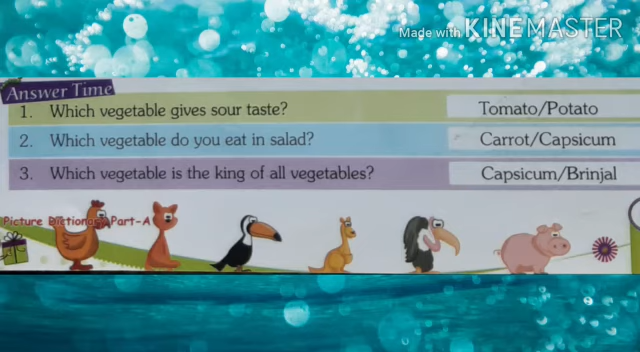 Made with KINEMASTER
Answer Time
1. Which vegetable gives sour taste? Tomato/Potato
2. Which vegetable do you eat in salad? Carrot/Capsicum
3. Which vegetable is the king of all vegetables? Capsicum/Brinjal
Picture Dictionary Part-A